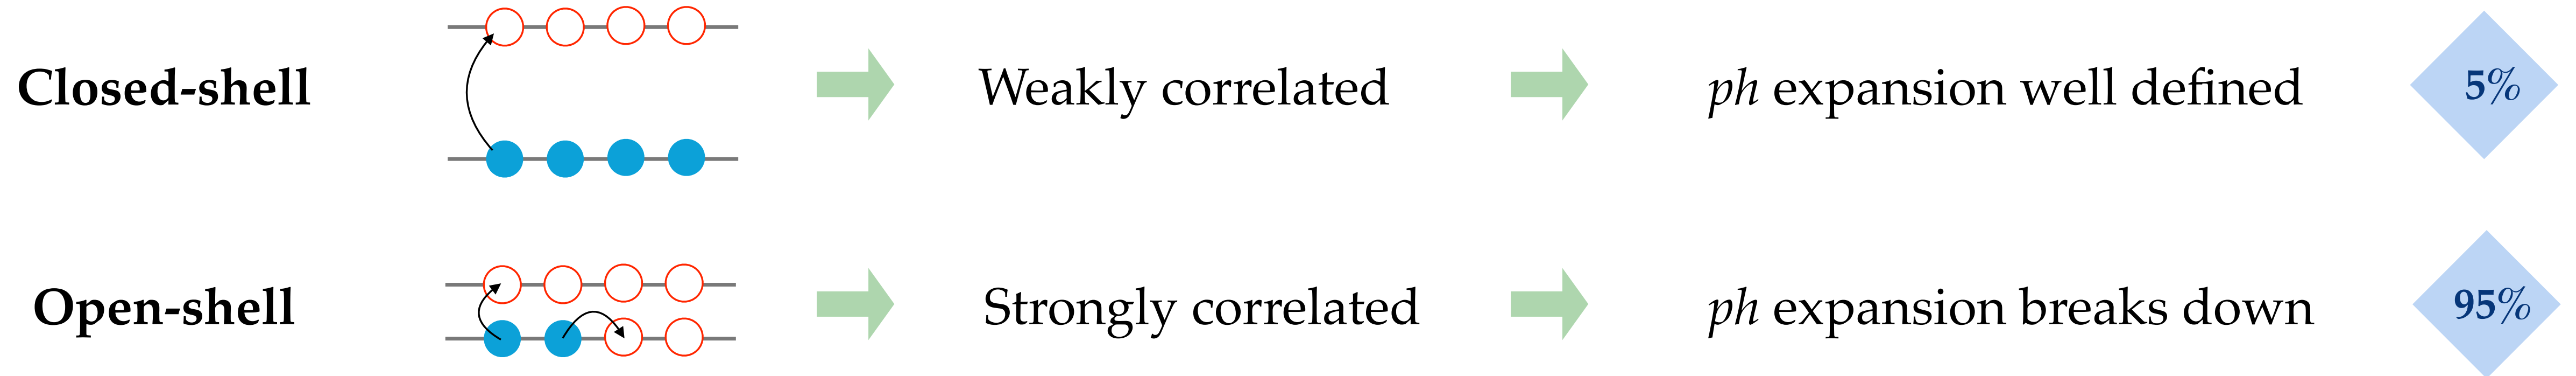 Closed-shell Weakly correlated ph expansion well defined 5%
Open-shell Strongly correlated ph expansion breaks down 95%